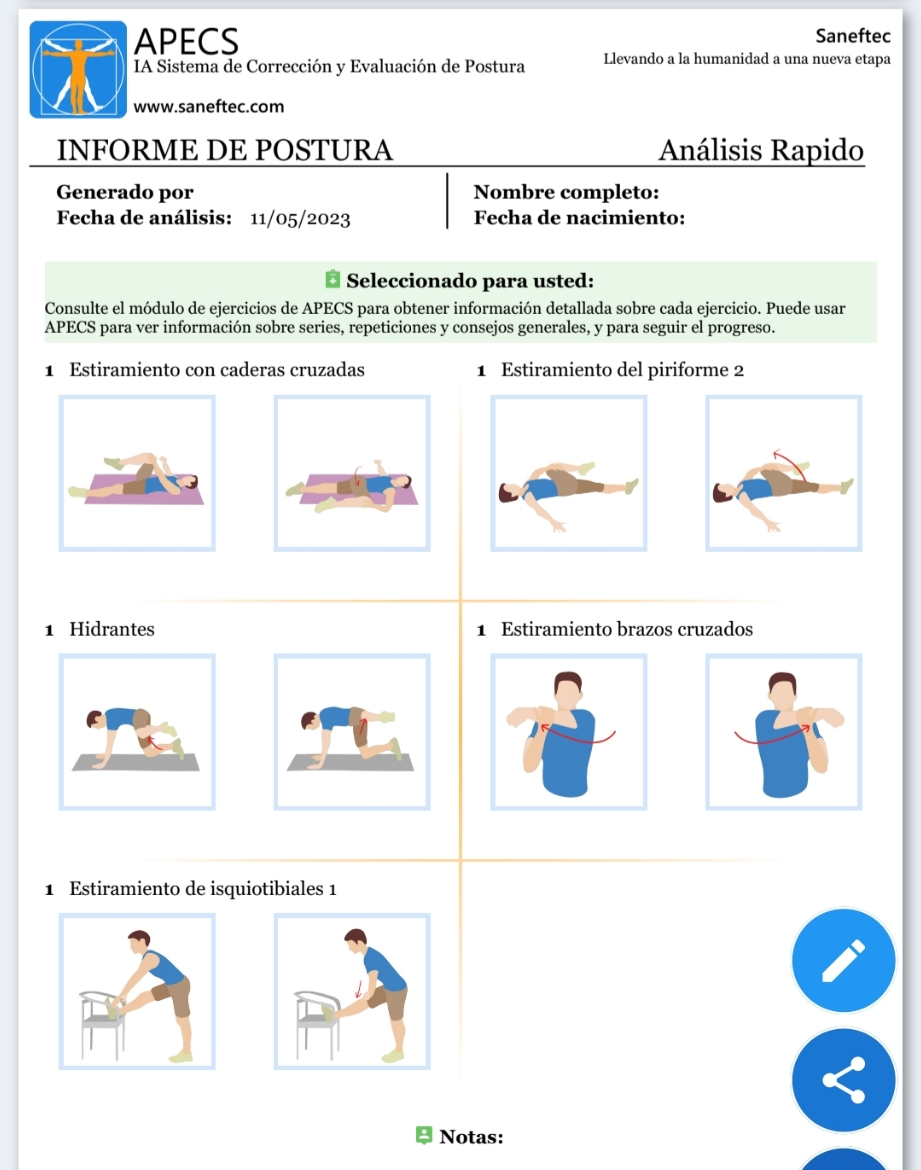 APECS
IA Sistema de Corrección y Evaluación de Postura
www.saneftec.com
Saneftec
Llevando a la humanidad a una nueva etapa
INFORME DE POSTURA
Análisis Rapido
Generado por
Fecha de análisis: 11/05/2023
Nombre completo:
Fecha de nacimiento:
Seleccionado para usted:
Consulte el módulo de ejercicios de APECS para obtener información detallada sobre cada ejercicio. Puede usar
APECS para ver información sobre series, repeticiones y consejos generales, y para seguir el progreso.
1 Estiramiento con caderas cruzadas
1 Estiramiento del piriforme 2
1 Hidrantes
1 Estiramiento brazos cruzados
1 Estiramiento de isquiotibiales 1
Notas: